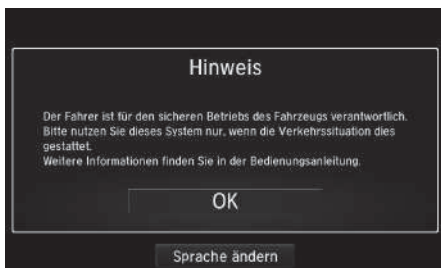 Hinweis
Der Fahrer ist für den sicheren Betriebs des Fahrzeugs verantwortlich.
Bitte nutzen Sie dieses System nur, wenn die Verkehrssituation dies
gestattet.
Weitere Informationen finden Sie in der Bedienungsanleitung.
OK
Sprache ändern